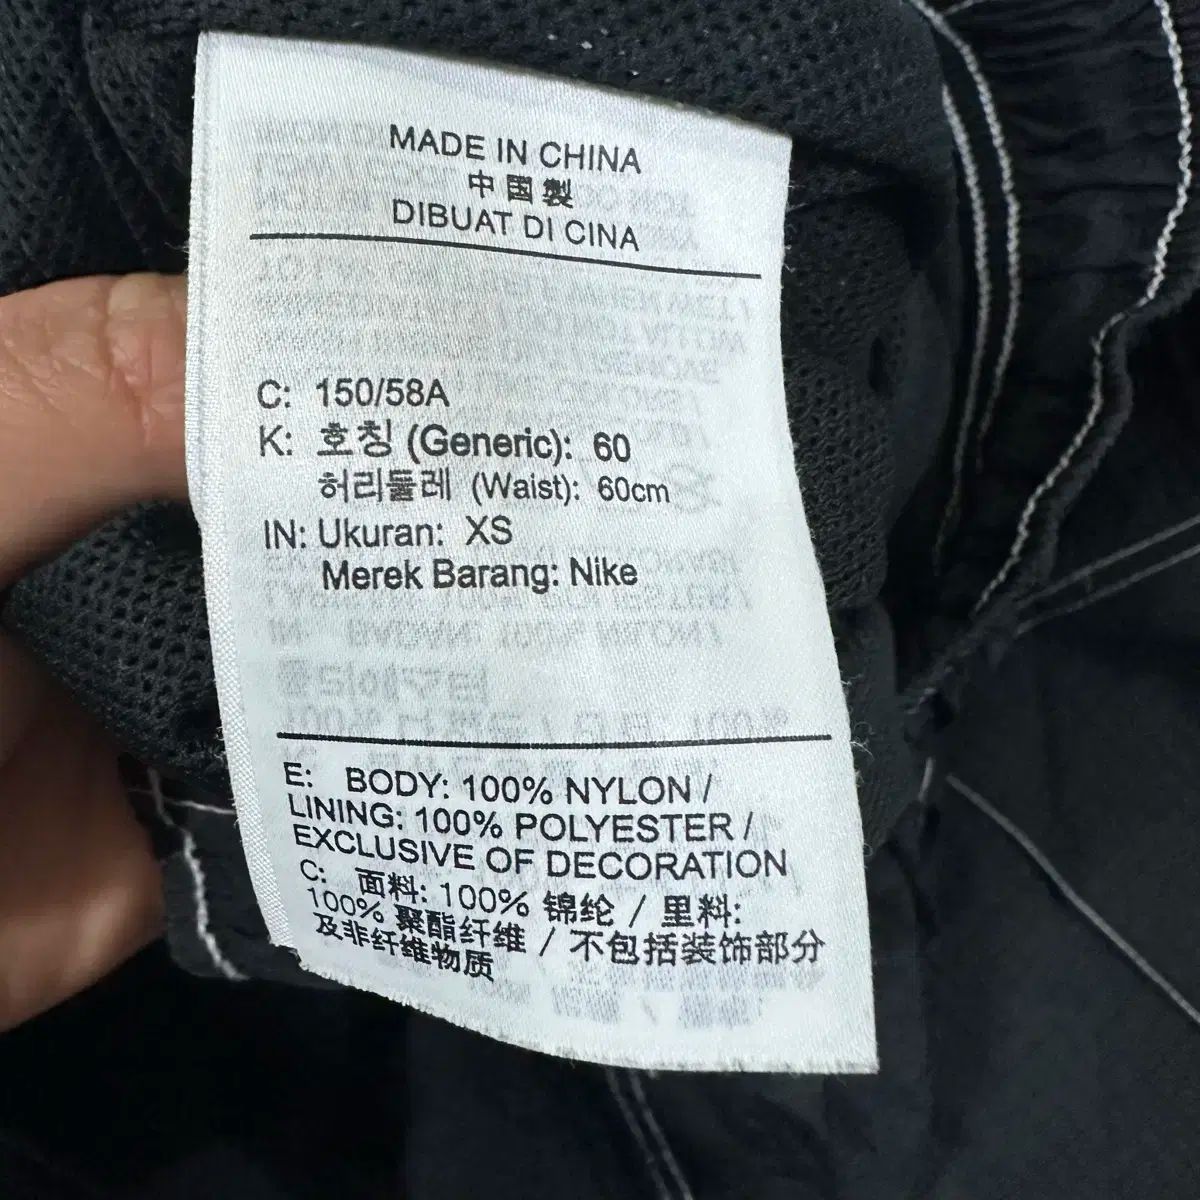 MADE IN CHINA
中国製
DIBUAT DI CINA
C: 150/58A
K: 호칭 (Generic): 60
허리둘레 (Waist): 60cm
IN: Ukuran: XS
Merek Barang: Nike
E: BODY: 100% NYLON /
LINING: 100% POLYESTER /
EXCLUSIVE OF DECORATION
C: 面料: 100% 锦纶 / 里料:
100% 聚酯纤维 / 不包括装饰部分
及非纤维物质